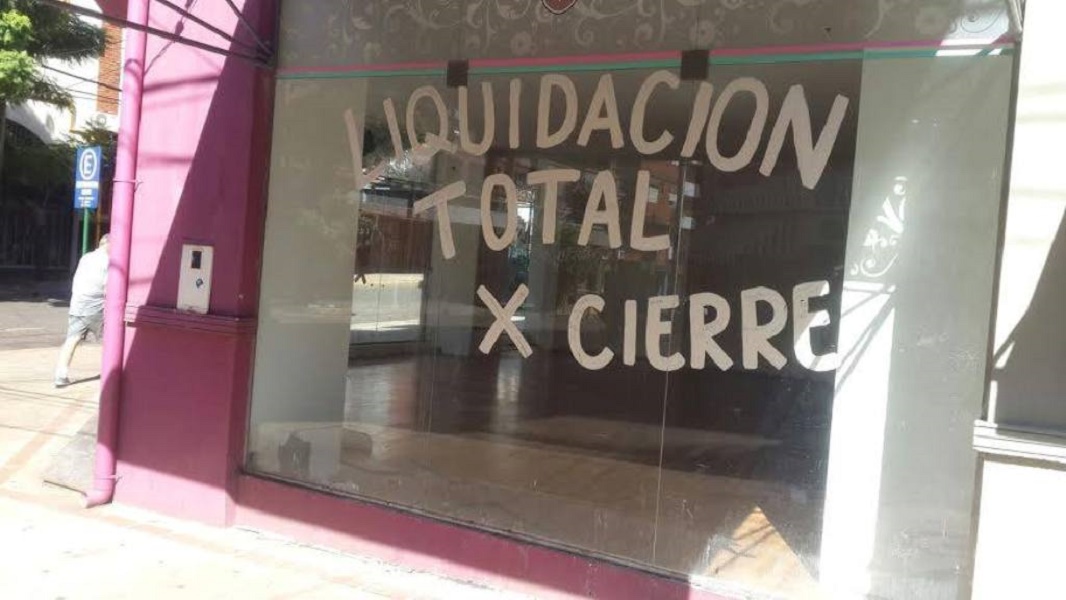 LIQUIDACION
TOTAL
X CIERRE
E